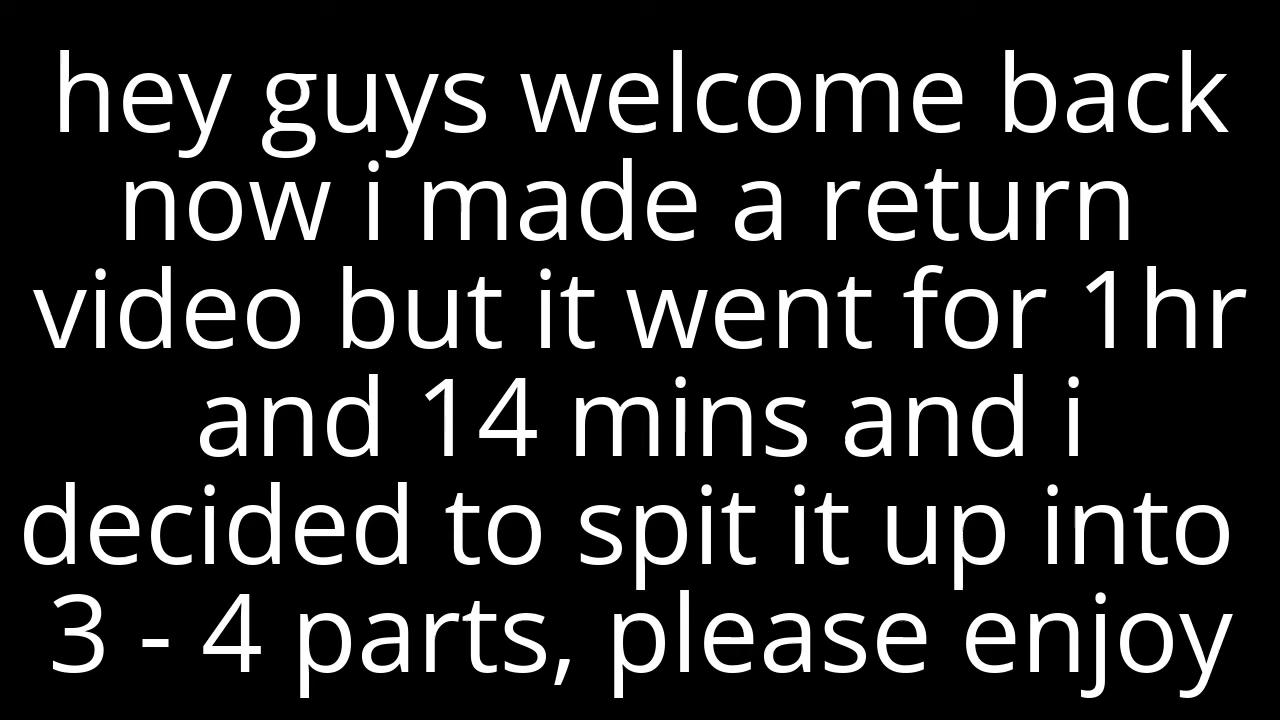 hey guys welcome back
now i made a return
video but it went for 1hr
and 14 mins and i
decided to spit it up into
3 - 4 parts, please enjoy